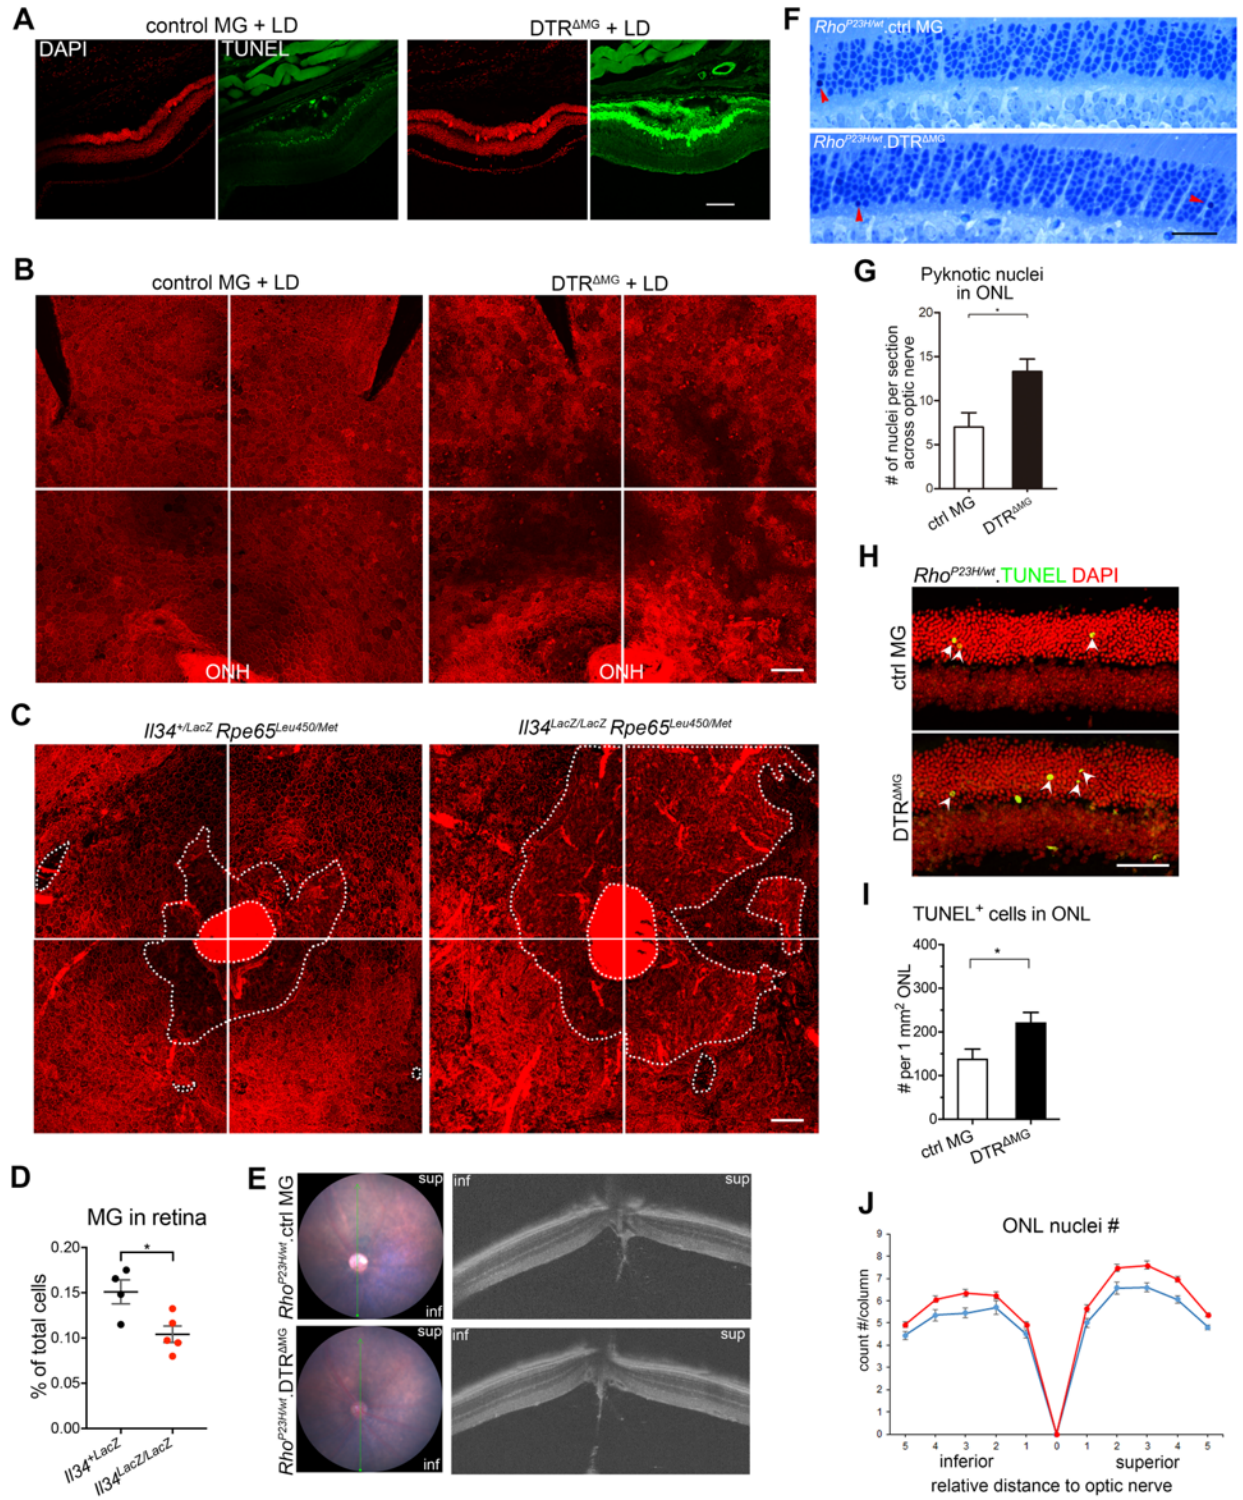 A
control MG + LD
DTR^ΔMG + LD
DAPI
TUNEL
B
control MG + LD
DTR^ΔMG + LD
ONH
ONH
C
Il34^+/LacZ Rpe65^Leu450/Met
Il34^LacZ/LacZ Rpe65^Leu450/Met
D
MG in retina
*
% of total cells
0.20
0.15
0.10
0.05
0.00
Il34^+LacZ
Il34^LacZ/LacZ
E
Rho^P23H/wt.ctrl MG
sup
inf
inf
sup
Rho^P23H/wt.DTR^ΔMG
sup
inf
inf
sup
F
Rho^P23H/wt.ctrl MG
Rho^P23H/wt.DTR^ΔMG
G
Pyknotic nuclei
in ONL
*
# of nuclei per section
across optic nerve
20
15
10
5
0
ctrl MG
DTR^ΔMG
H
Rho^P23H/wt.TUNEL DAPI
ctrl MG
DTR^ΔMG
I
TUNEL+ cells in ONL
*
# per 1 mm² ONL
400
300
200
100
0
ctrl MG
DTR^ΔMG
J
ONL nuclei #
count #/column
9
8
7
6
5
4
3
2
1
0
5 4 3 2 1 0 1 2 3 4 5
inferior superior
relative distance to optic nerve